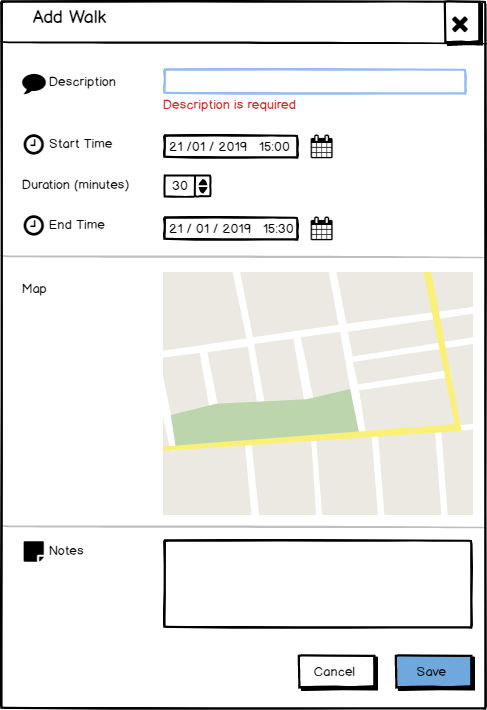 Add Walk
Description
Description is required
Start Time 21 /01 / 2019 15:00
Duration (minutes) 30
End Time 21 / 01 / 2019 15:30
Map
Notes
Cancel Save